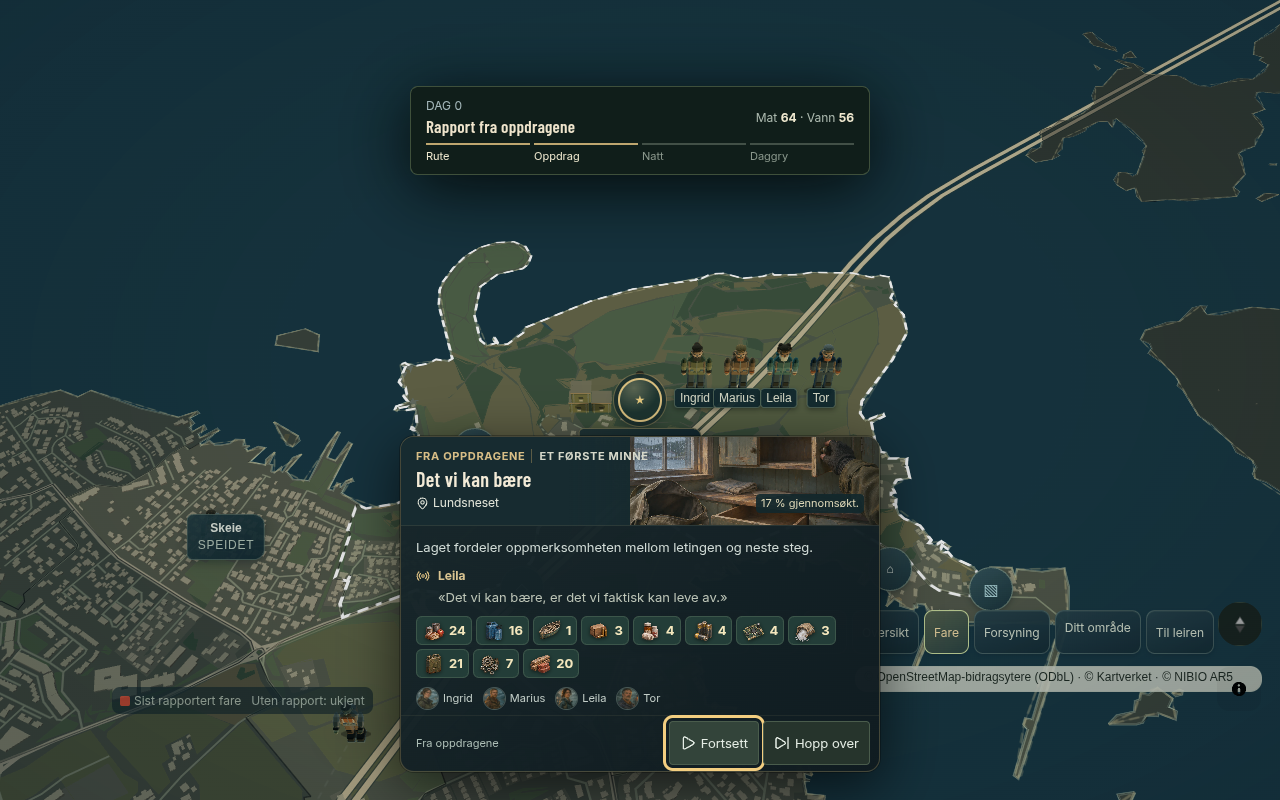 DAG 0
Rapport fra oppdragene
Mat 64 · Vann 56
Rute
Oppdrag
Natt
Daggry
Ingrid
Marius
Leila
Tor
FRA OPPDRAGENE
ET FØRSTE MINNE
Det vi kan bære
Lundsneset
17 % gjennomsøkt.
Skeie
SPEIDET
Laget fordeler oppmerksomheten mellom letingen og neste steg.
Leila
«Det vi kan bære, er det vi faktisk kan leve av.»
24
16
1
3
4
4
4
3
21
7
20
Ingrid
Marius
Leila
Tor
ersikt
Fare
Forsyning
Ditt område
Til leiren
OpenStreetMap-bidragsytere (ODbL) · © Kartverket · © NIBIO AR5
Sist rapportert fare
Uten rapport: ukjent
Fra oppdragene
Fortsett
Hopp over